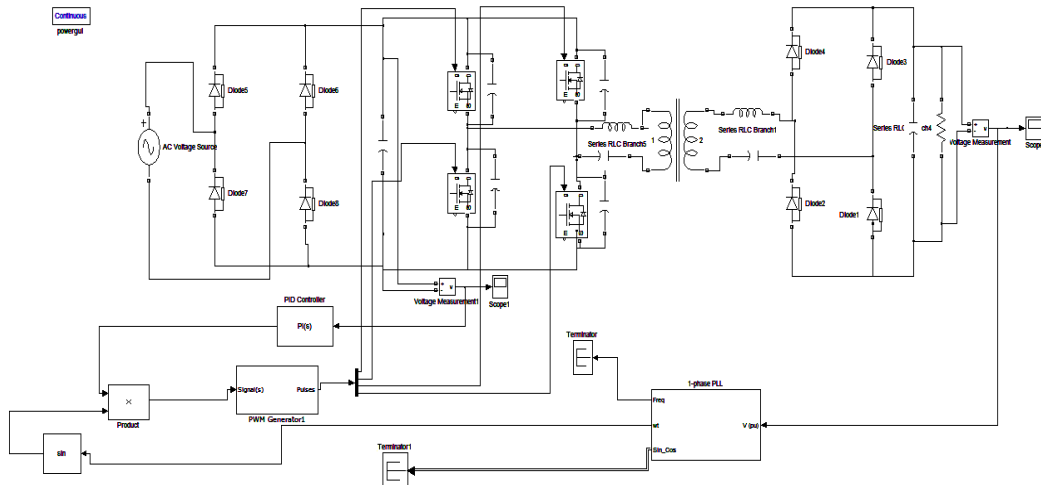 Continuous
powergui
Diode5
Diode6
AC Voltage Source
Diode7
Diode8
Series RLC Branch5
1
2
Series RLC Branch1
Diode4
Diode3
Series RLC
ch4
Diode2
Diode1
Voltage Measurement
Scope
Voltage Measurement1
Scope1
PID Controller
PI(s)
Product
Signal(s)
Pulses
PWM Generator1
sin
Terminator
Terminator1
1-phase PLL
Freq
wt
Sin_Cos
V (pu)